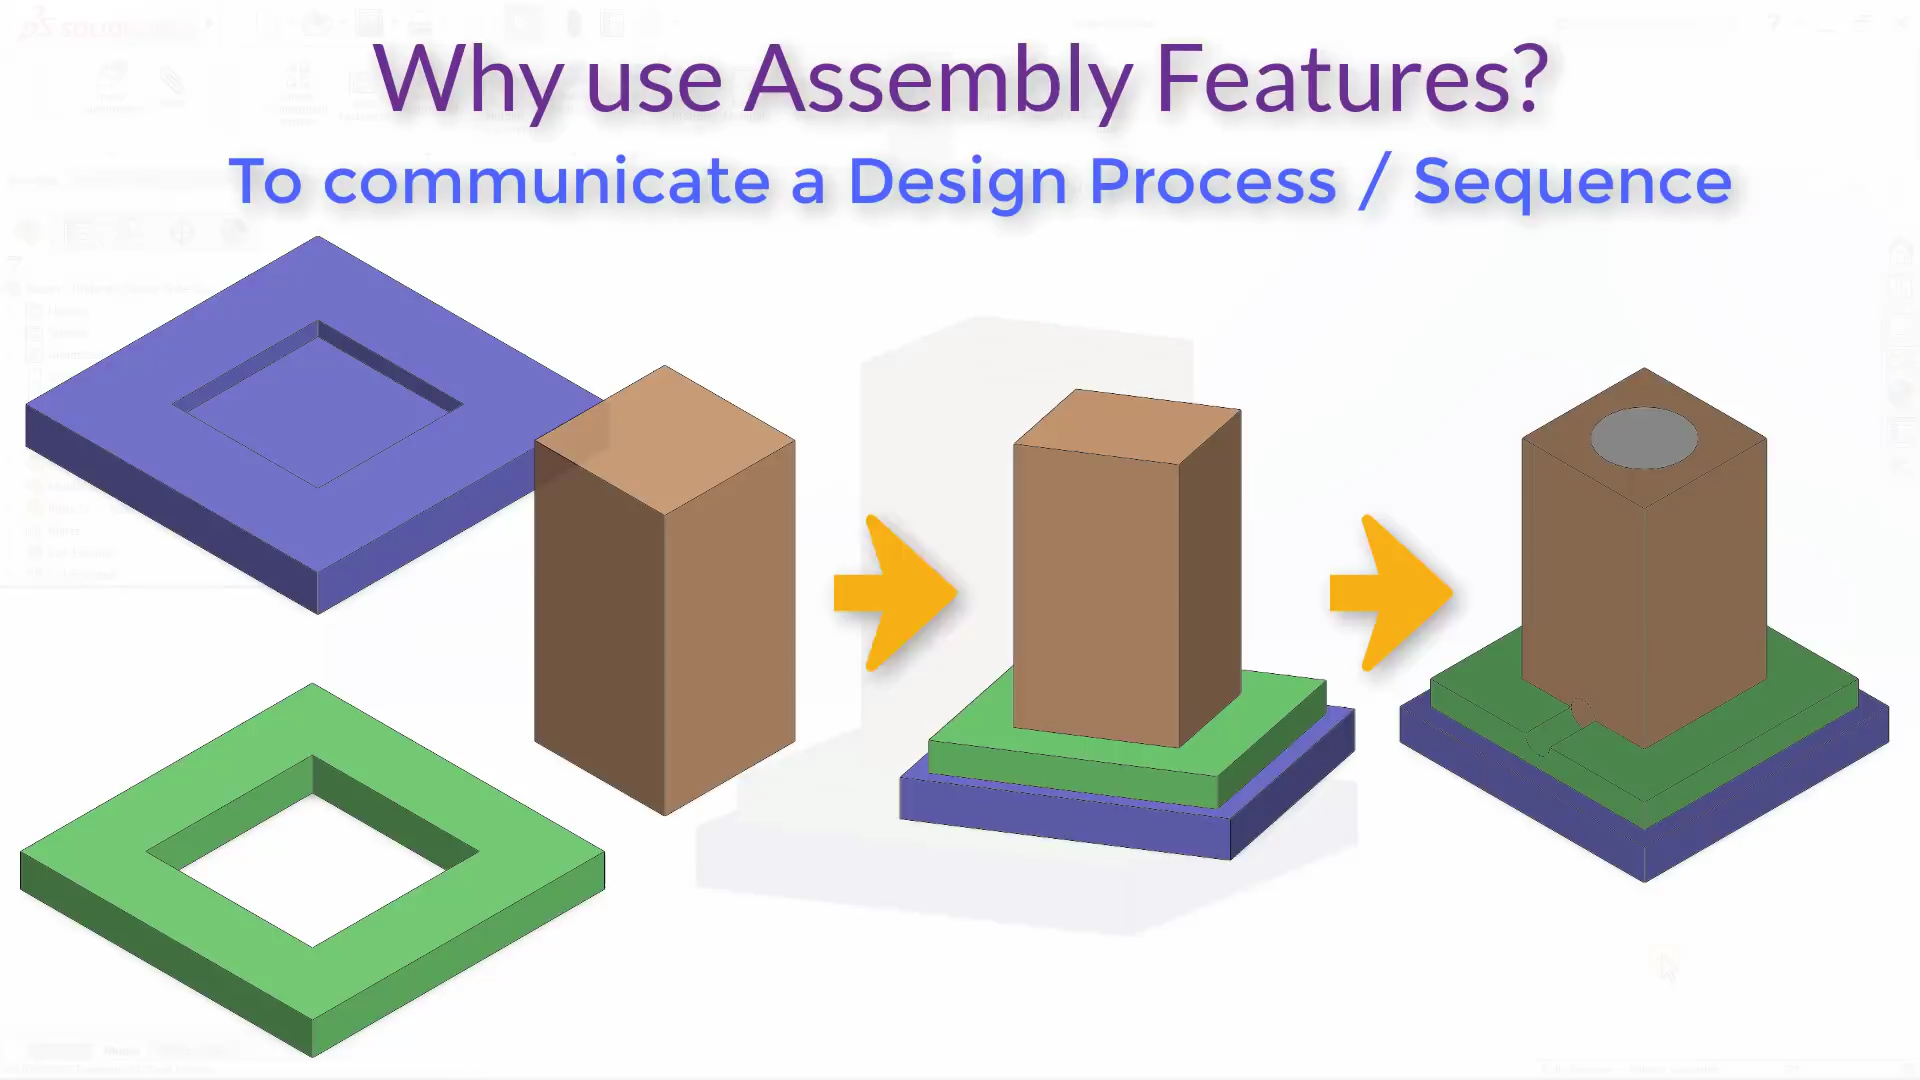 Why use Assembly Features?
To communicate a Design Process / Sequence